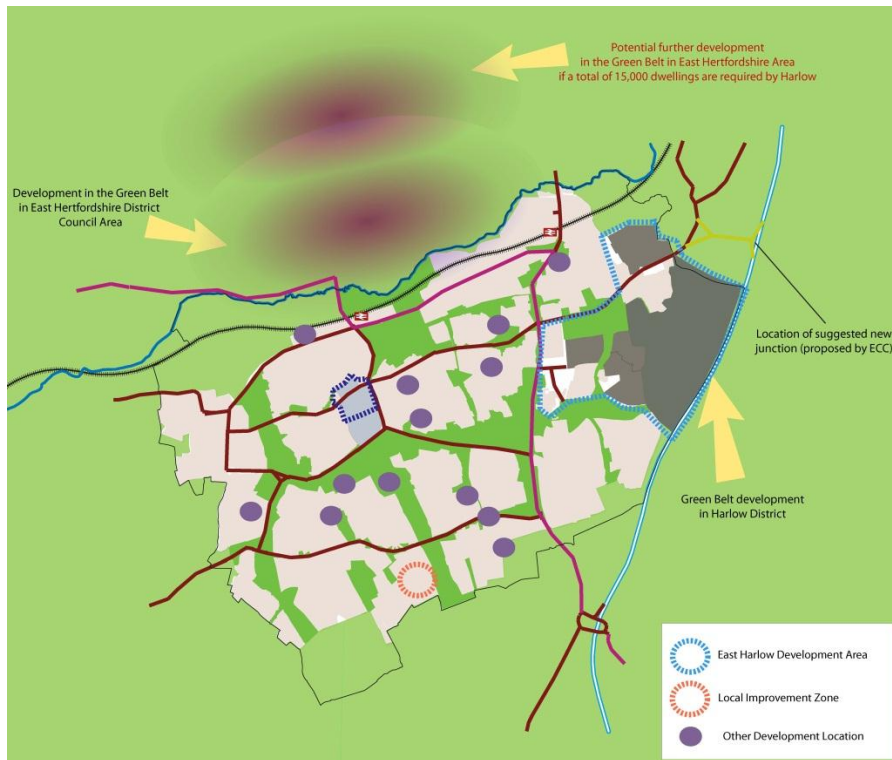 Potential further development
in the Green Belt in East Hertfordshire Area
if a total of 15,000 dwellings are required by Harlow
Development in the Green Belt
in East Hertfordshire District
Council Area
Location of suggested new
junction (proposed by ECC)
Green Belt development
in Harlow District
East Harlow Development Area
Local Improvement Zone
Other Development Location